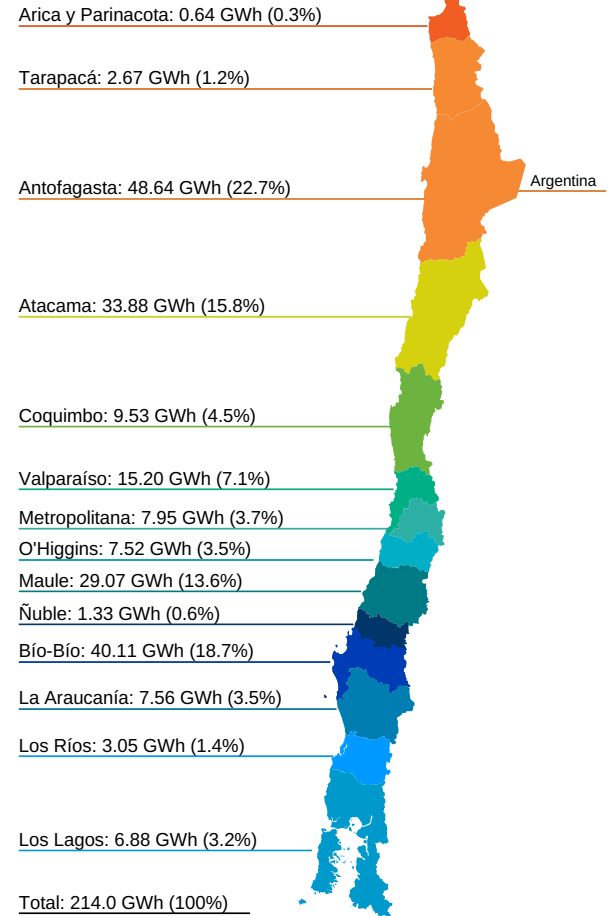 Arica y Parinacota: 0.64 GWh (0.3%)
Tarapacá: 2.67 GWh (1.2%)
Argentina
Antofagasta: 48.64 GWh (22.7%)
Atacama: 33.88 GWh (15.8%)
Coquimbo: 9.53 GWh (4.5%)
Valparaíso: 15.20 GWh (7.1%)
Metropolitana: 7.95 GWh (3.7%)
O'Higgins: 7.52 GWh (3.5%)
Maule: 29.07 GWh (13.6%)
Ñuble: 1.33 GWh (0.6%)
Bío-Bío: 40.11 GWh (18.7%)
La Araucanía: 7.56 GWh (3.5%)
Los Ríos: 3.05 GWh (1.4%)
Los Lagos: 6.88 GWh (3.2%)
Total: 214.0 GWh (100%)